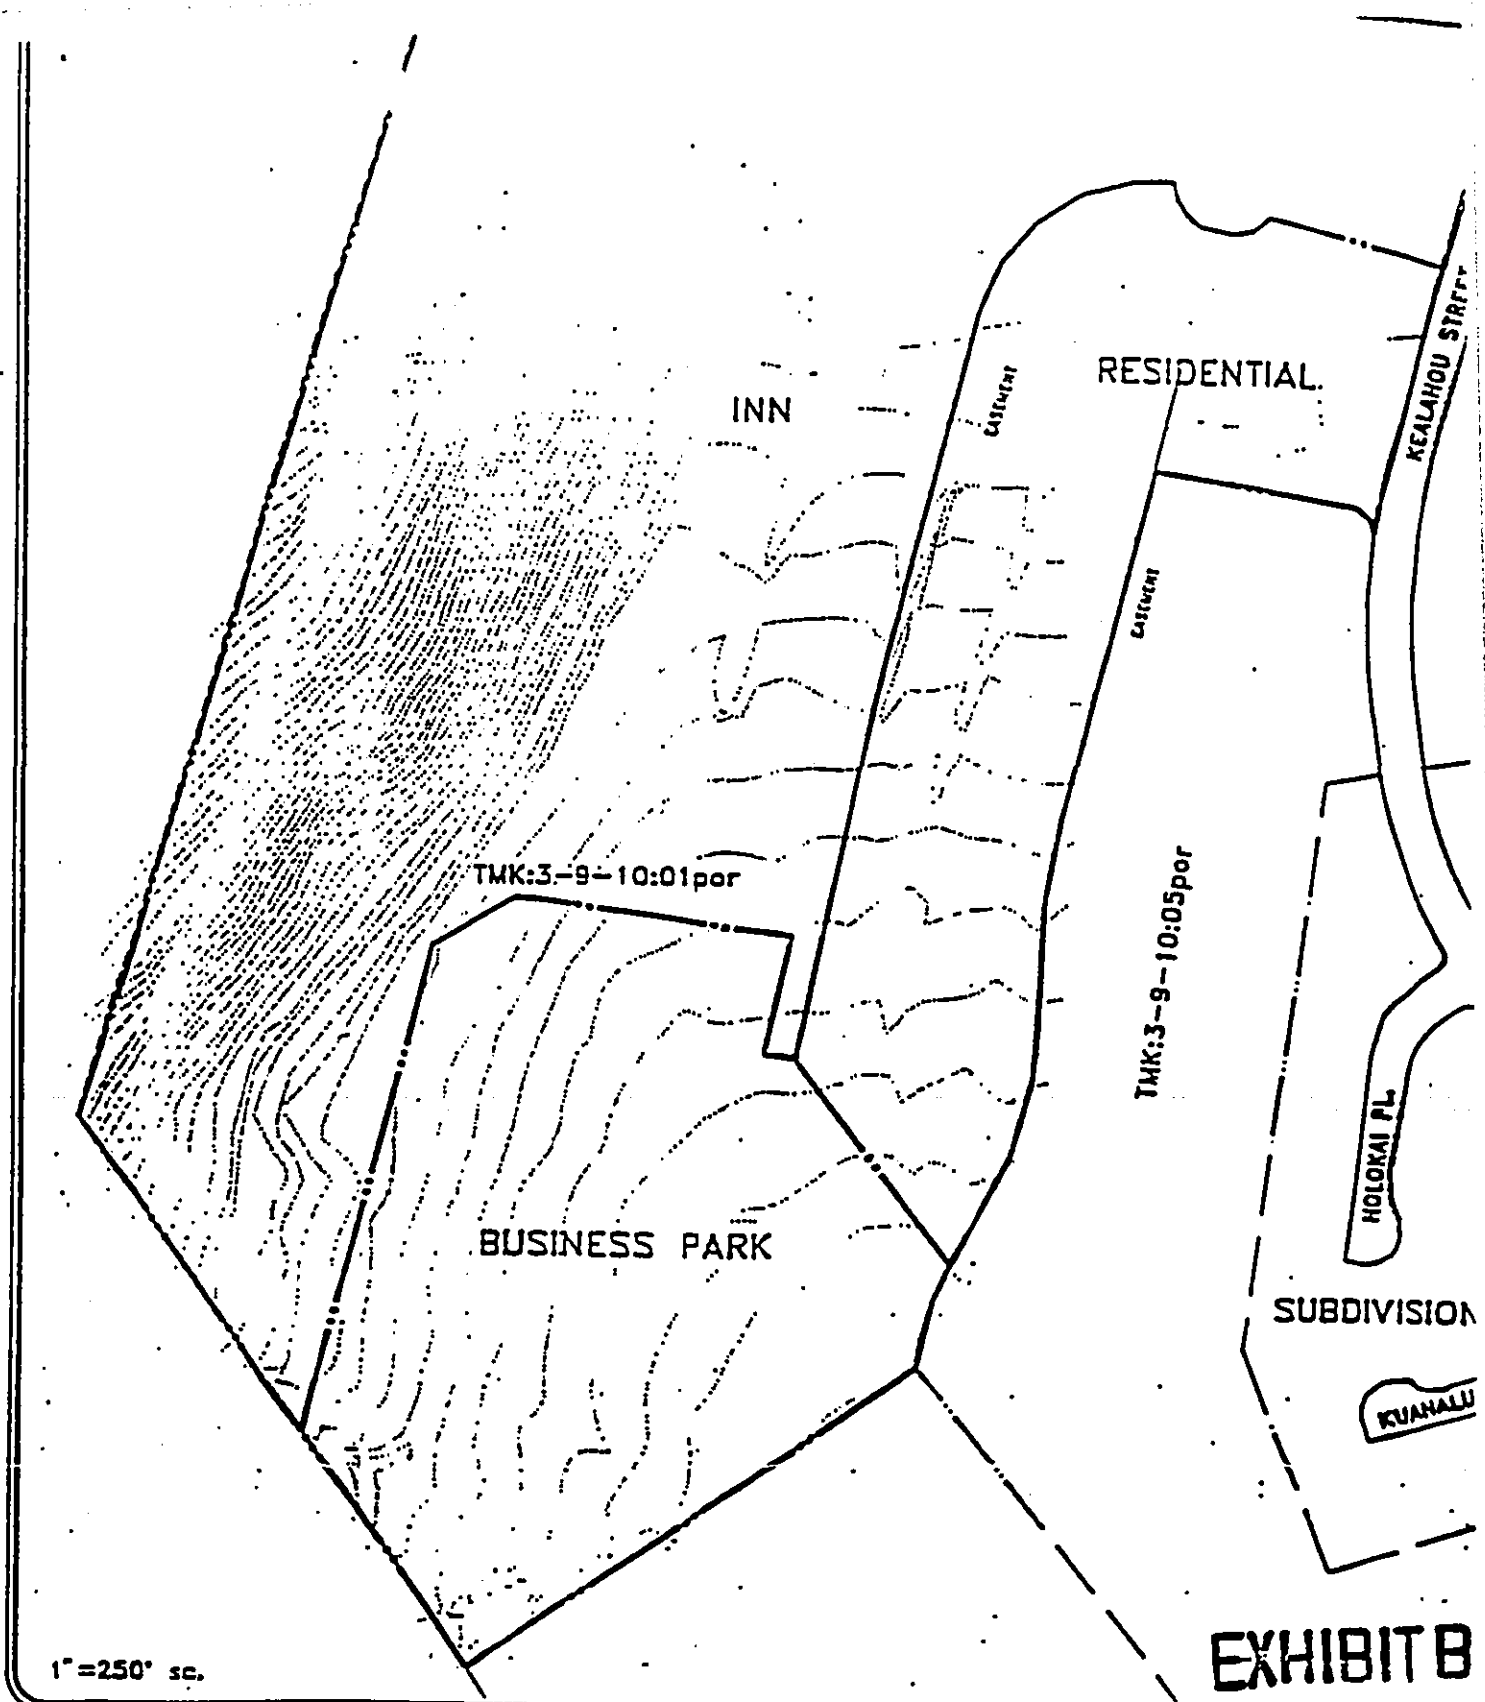 KEALAHOU STREET
RESIDENTIAL.
EASEMENT
INN
EASEMENT
TMK:3-9-10:01por
TMK:3-9-10:05por
HOLOKAI PL.
BUSINESS PARK
SUBDIVISION
KUAHALU
EXHIBIT B
1"=250' sc.